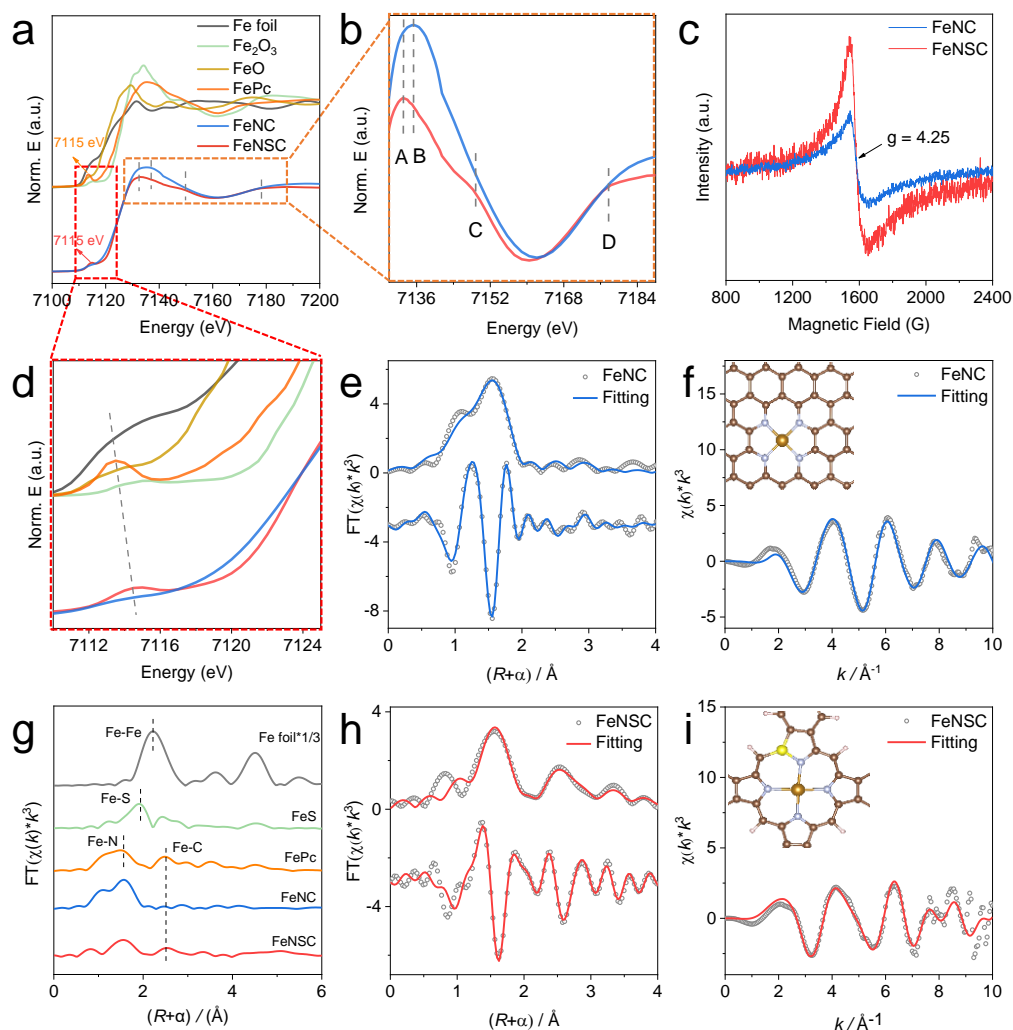 a
Fe foil
Fe₂O₃
FeO
FePc
FeNC
FeNSC
7115 eV
7115 eV
Norm. E (a.u.)
7100 7120 7140 7160 7180 7200
Energy (eV)
b
A
B
C
D
Norm. E (a.u.)
7136 7152 7168 7184
Energy (eV)
c
FeNC
FeNSC
g = 4.25
Intensity (a.u.)
800 1200 1600 2000 2400
Magnetic Field (G)
d
Norm. E (a.u.)
7112 7116 7120 7124
Energy (eV)
e
FeNC
Fitting
FT(χ(k)*k³)
4
0
-4
-8
0 1 2 3 4
(R+α) / Å
f
FeNC
Fitting
χ(k)*k³
15
10
5
0
-5
0 2 4 6 8 10
k / Å⁻¹
g
Fe-Fe
Fe foil*1/3
Fe-S
FeS
Fe-N
Fe-C
FePc
FeNC
FeNSC
FT(χ(k)*k³)
0 2 4 6
(R+α) / (Å)
h
FeNSC
Fitting
FT(χ(k)*k³)
4
0
-4
0 1 2 3 4
(R+α) / Å
i
FeNSC
Fitting
χ(k)*k³
15
10
5
0
-5
0 2 4 6 8 10
k / Å⁻¹